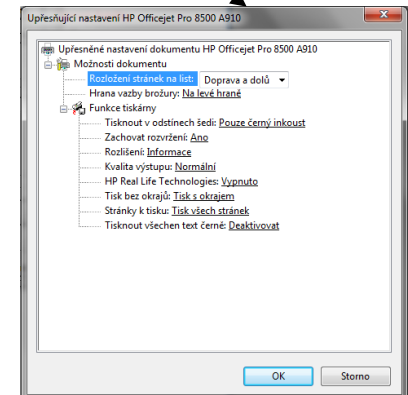 Upřesňující nastavení HP Officejet Pro 8500 A910
Upřesněné nastavení dokumentu HP Officejet Pro 8500 A910
Možnosti dokumentu
Rozložení stránek na list: Doprava a dolů
Hrana vazby brožury: Na levé hraně
Funkce tiskárny
Tisknout v odstínech šedi: Pouze černý inkoust
Zachovat rozvržení: Ano
Rozlišení: Informace
Kvalita výstupu: Normální
HP Real Life Technologies: Vypnuto
Tisk bez okrajů: Tisk s okrajem
Stránky k tisku: Tisk všech stránek
Tisknout všechen text černě: Deaktivovat
OK Storno